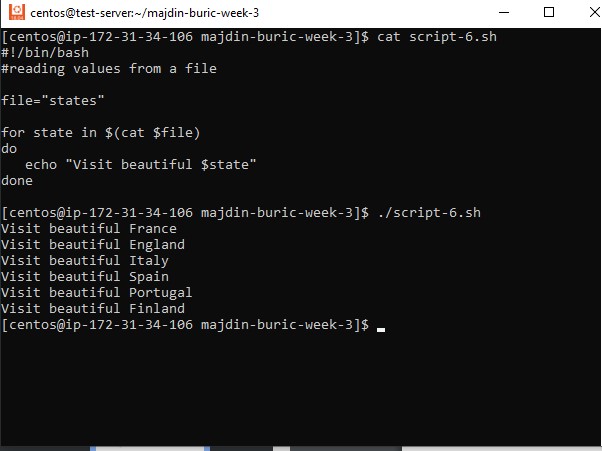 centos@test-server:~/majdin-buric-week-3
[centos@ip-172-31-34-106 majdin-buric-week-3]$ cat script-6.sh
#!/bin/bash
#reading values from a file

file="states"

for state in $(cat $file)
do
   echo "Visit beautiful $state"
done

[centos@ip-172-31-34-106 majdin-buric-week-3]$ ./script-6.sh
Visit beautiful France
Visit beautiful England
Visit beautiful Italy
Visit beautiful Spain
Visit beautiful Portugal
Visit beautiful Finland
[centos@ip-172-31-34-106 majdin-buric-week-3]$